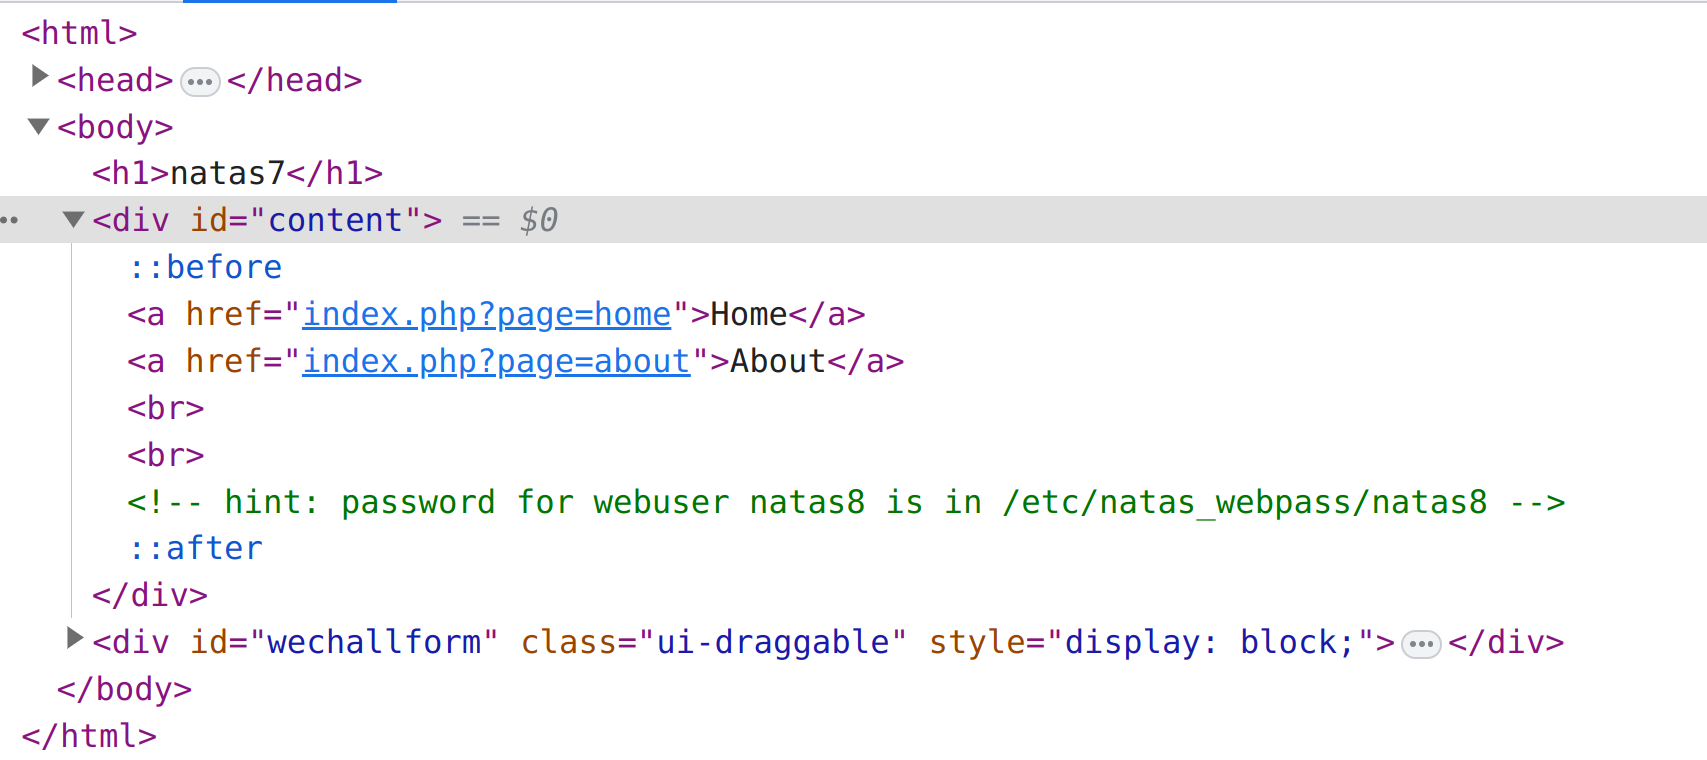 <html>
<head>•••</head>
<body>
<h1>natas7</h1>
<div id="content"> == $0
::before
<a href="index.php?page=home">Home</a>
<a href="index.php?page=about">About</a>
<br>
<br>
<!-- hint: password for webuser natas8 is in /etc/natas_webpass/natas8 -->
::after
</div>
<div id="wechallform" class="ui-draggable" style="display: block;">•••</div>
</body>
</html>